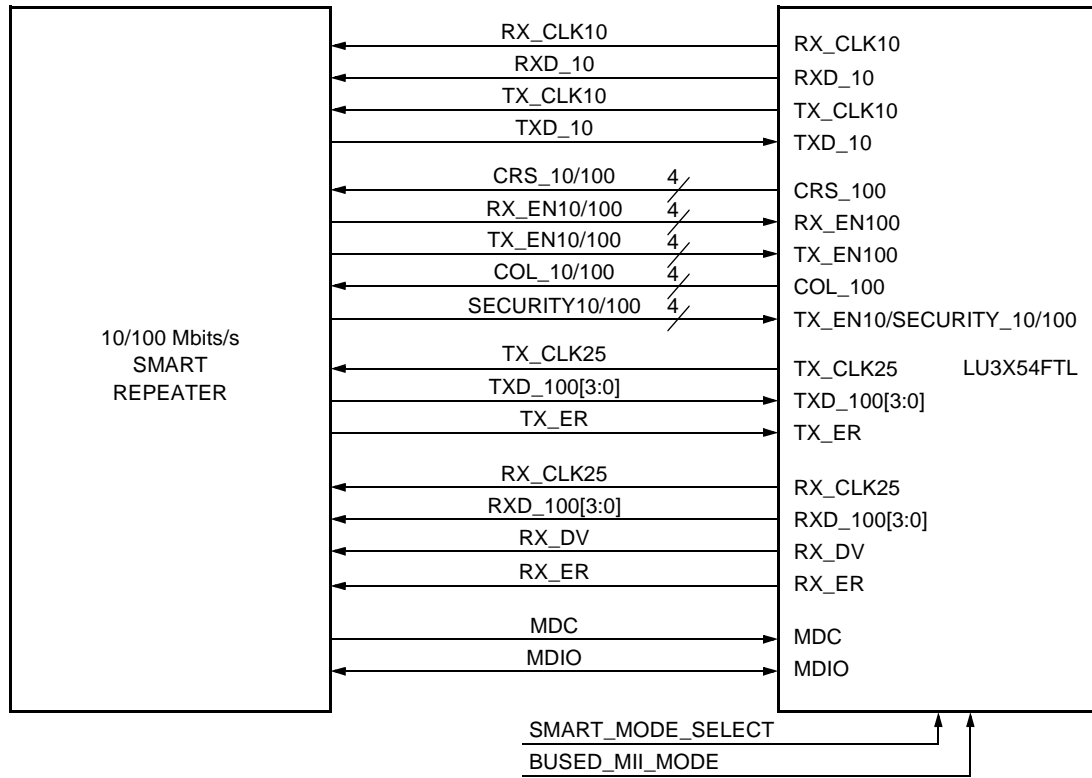 RX_CLK10 RX_CLK10
RXD_10 RXD_10
TX_CLK10 TX_CLK10
TXD_10 TXD_10
CRS_10/100 4 CRS_100
RX_EN10/100 4 RX_EN100
TX_EN10/100 4 TX_EN100
COL_10/100 4 COL_100
SECURITY10/100 4 TX_EN10/SECURITY_10/100
10/100 Mbits/s
SMART
REPEATER
TX_CLK25 TX_CLK25 LU3X54FTL
TXD_100[3:0] TXD_100[3:0]
TX_ER TX_ER
RX_CLK25 RX_CLK25
RXD_100[3:0] RXD_100[3:0]
RX_DV RX_DV
RX_ER RX_ER
MDC MDC
MDIO MDIO
SMART_MODE_SELECT
BUSED_MII_MODE